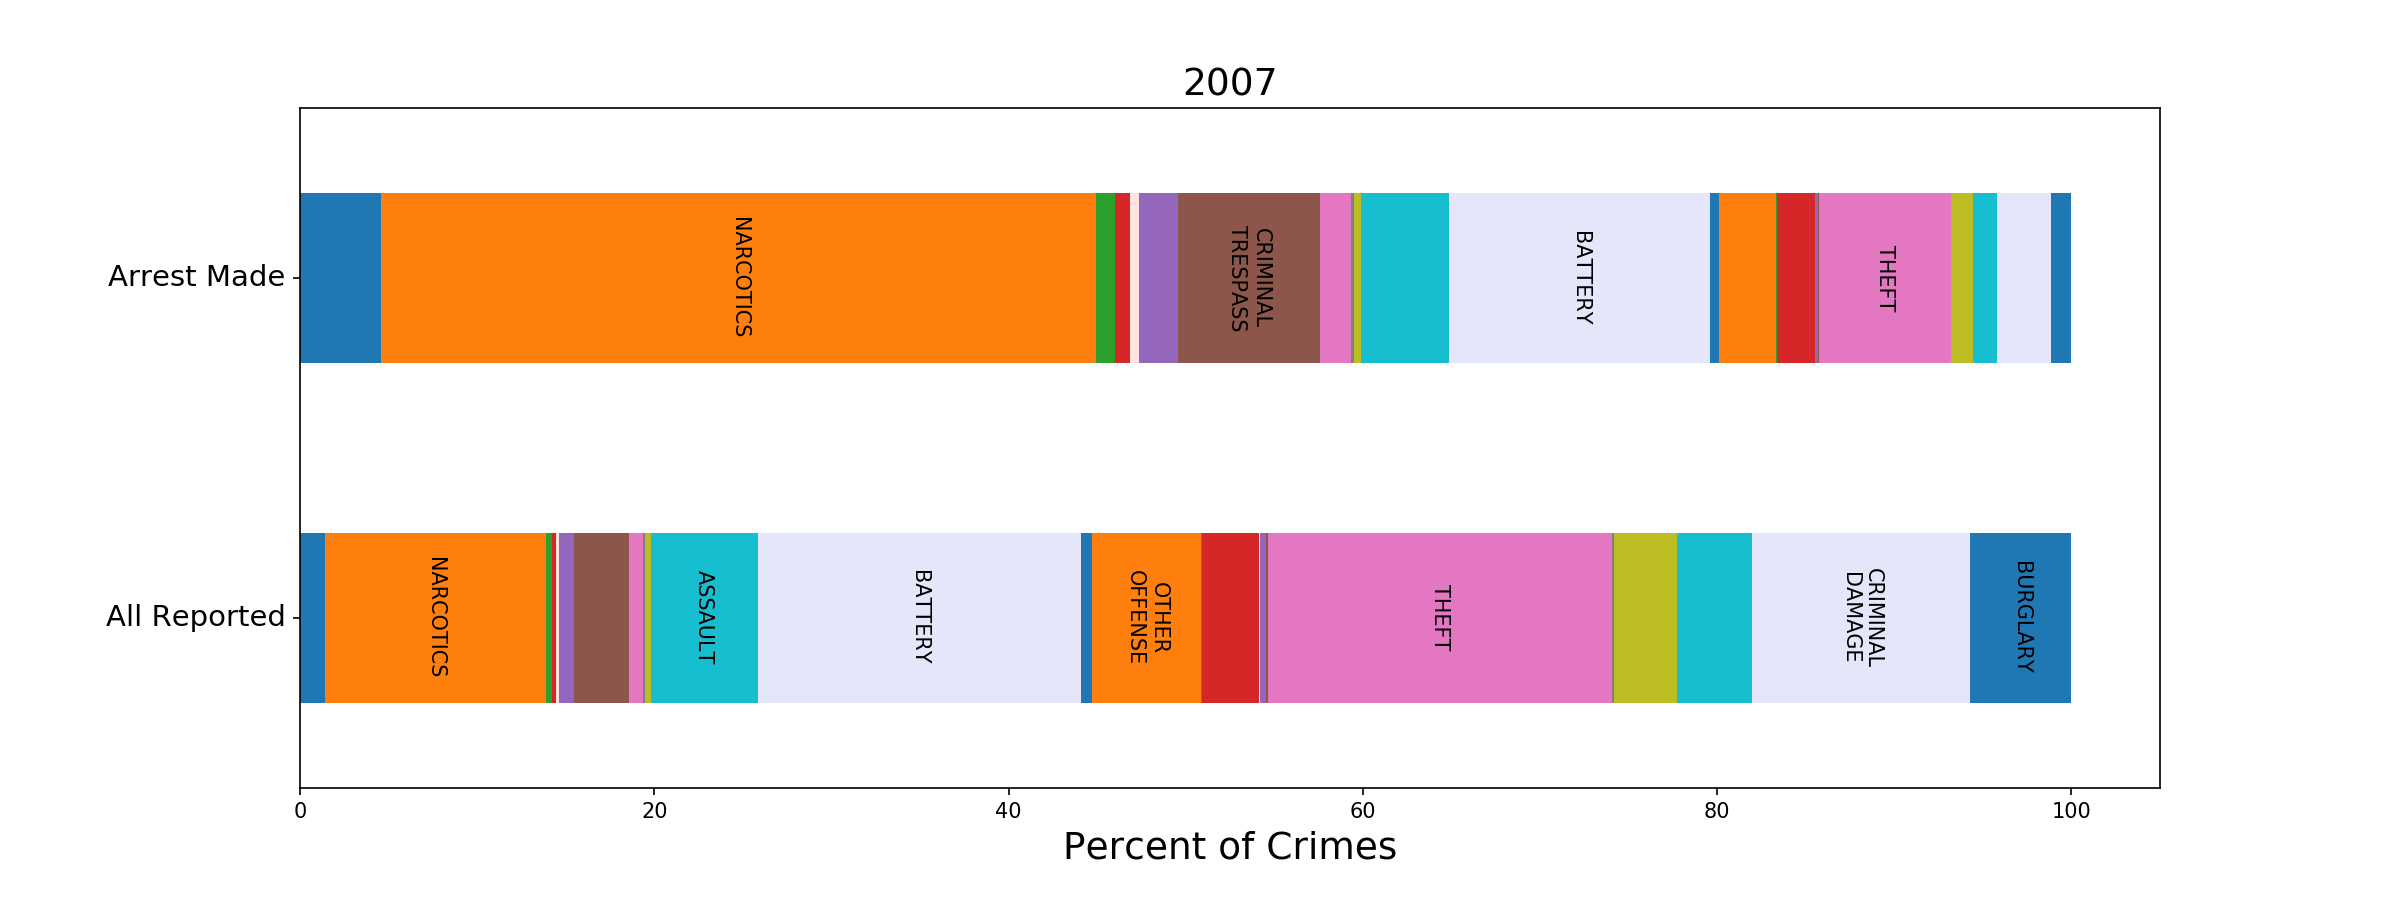 2007
Arrest Made
NARCOTICS
CRIMINAL
TRESPASS
BATTERY
THEFT
All Reported
NARCOTICS
ASSAULT
BATTERY
OTHER
OFFENSE
THEFT
CRIMINAL
DAMAGE
BURGLARY
0 20 40 60 80 100
Percent of Crimes